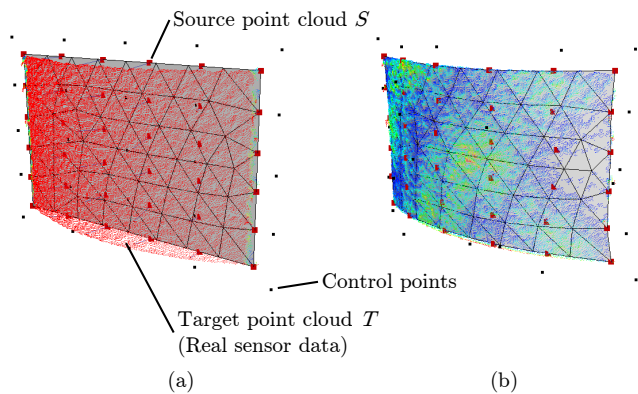 Source point cloud S
Control points
Target point cloud T
(Real sensor data)
(a)
(b)